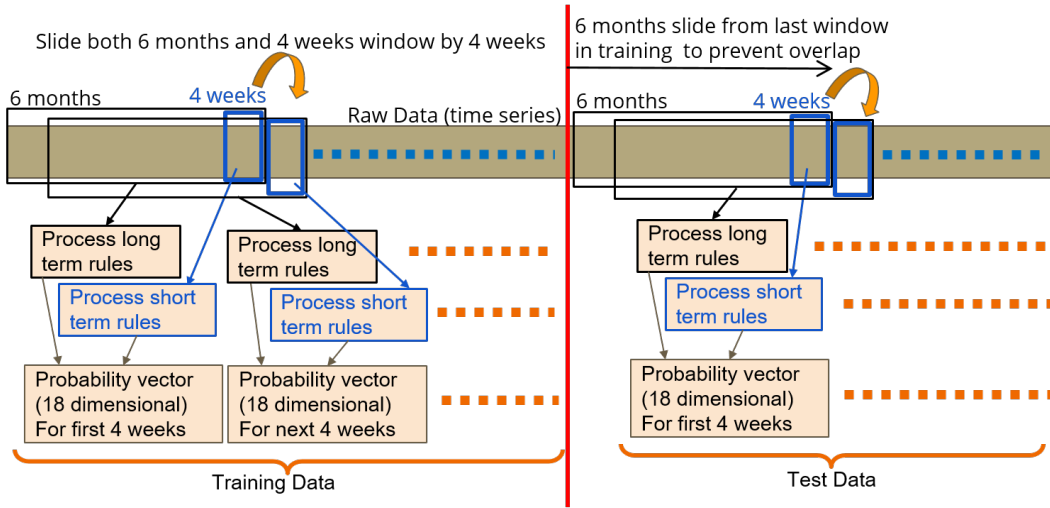 Slide both 6 months and 4 weeks window by 4 weeks
6 months
4 weeks
Raw Data (time series)
Process long
term rules
Process short
term rules
Process long
term rules
Process short
term rules
Probability vector
(18 dimensional)
For first 4 weeks
Probability vector
(18 dimensional)
For next 4 weeks
Training Data
6 months slide from last window
in training to prevent overlap
6 months
4 weeks
Process long
term rules
Process short
term rules
Probability vector
(18 dimensional)
For first 4 weeks
Test Data